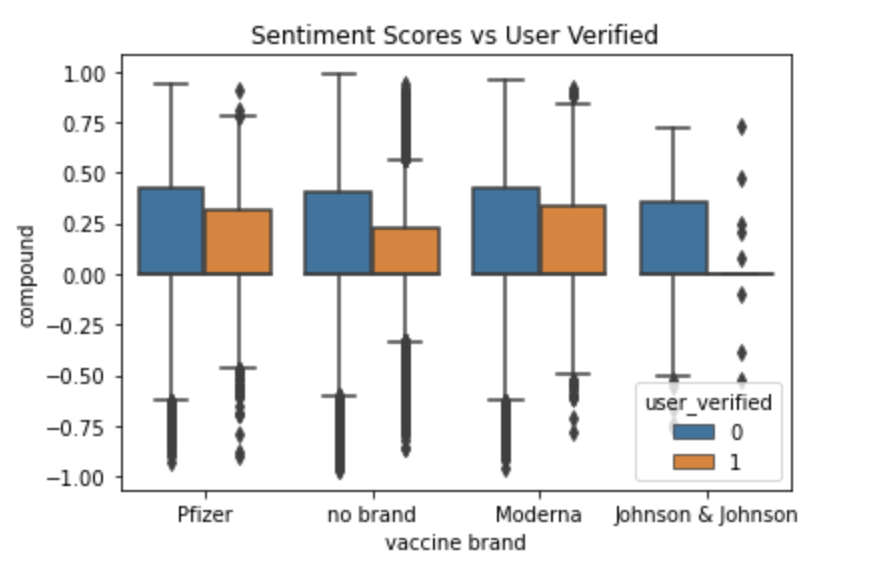 Sentiment Scores vs User Verified
compound
1.00
0.75
0.50
0.25
0.00
−0.25
−0.50
−0.75
−1.00
user_verified
0
1
Pfizer no brand Moderna Johnson & Johnson
vaccine brand